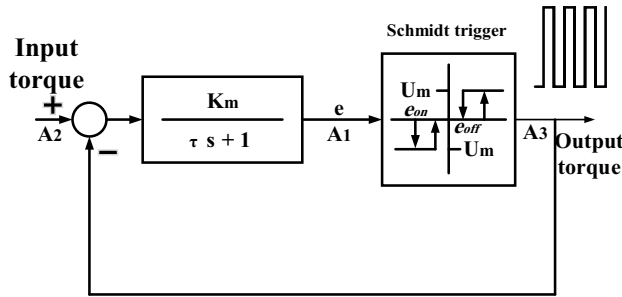 Schmidt trigger
Input
torque
+
A2
−
Km
τ s + 1
e
A1
Um
eon
eoff
Um
A3
Output
torque